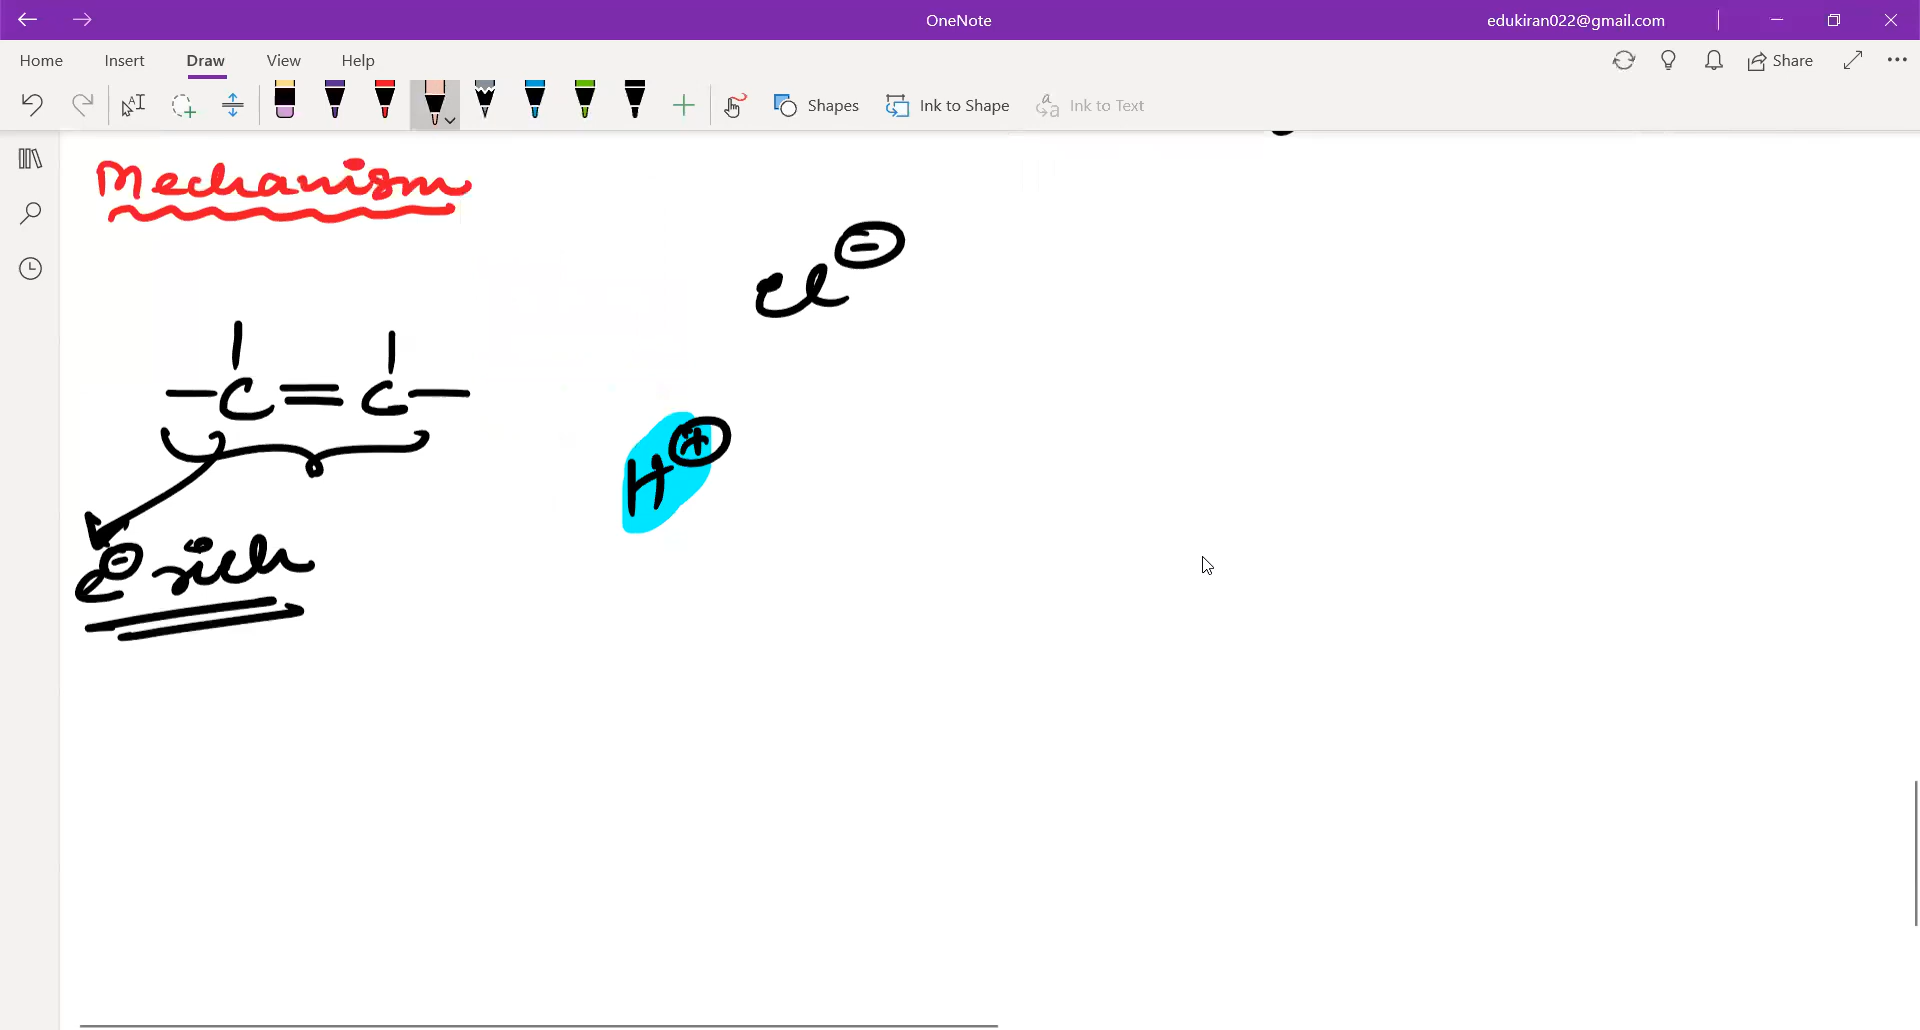 OneNote
edukiran022@gmail.com
Home Insert Draw View Help
Share
Shapes Ink to Shape Ink to Text
Mechanism
Cl⊖
—C=C—
H⊕
e⊖ rich